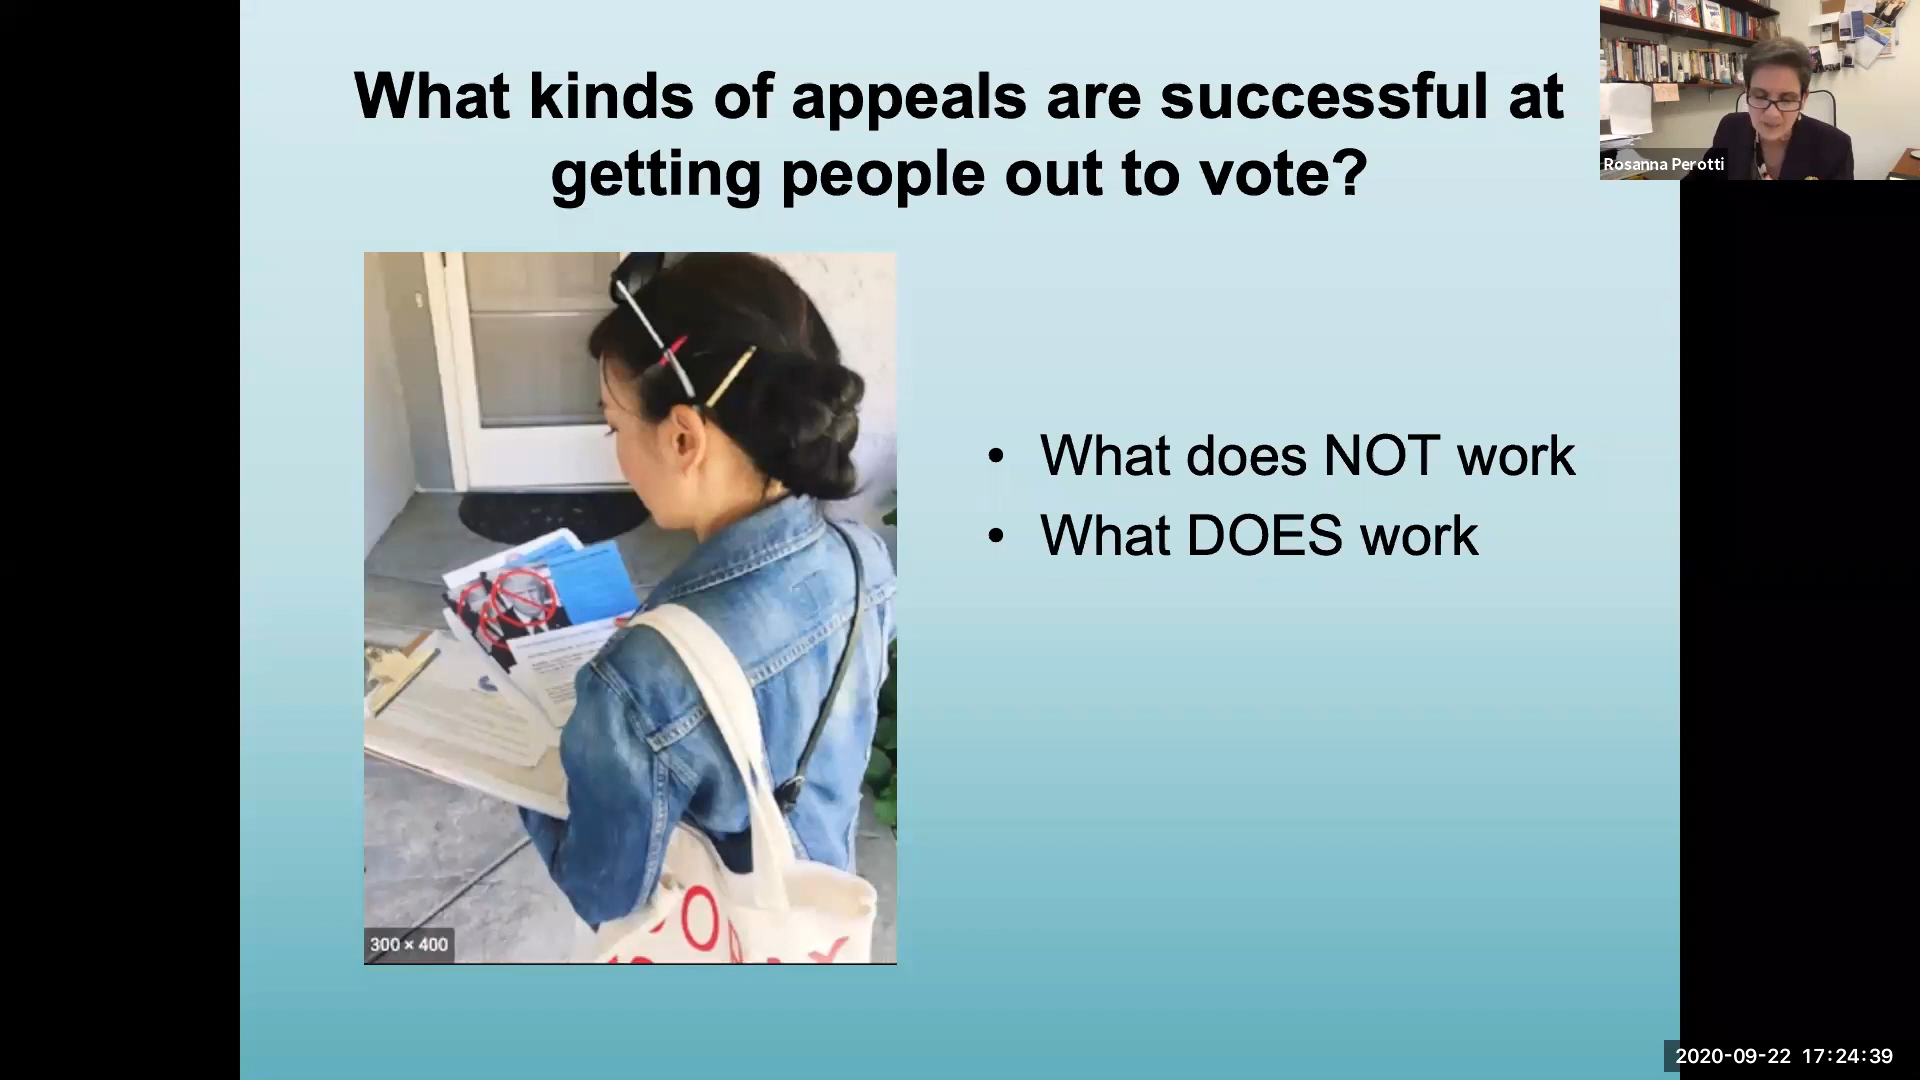 What kinds of appeals are successful at
getting people out to vote?
Rosanna Perotti
• What does NOT work
• What DOES work
300 × 400
2020-09-22 17:24:39